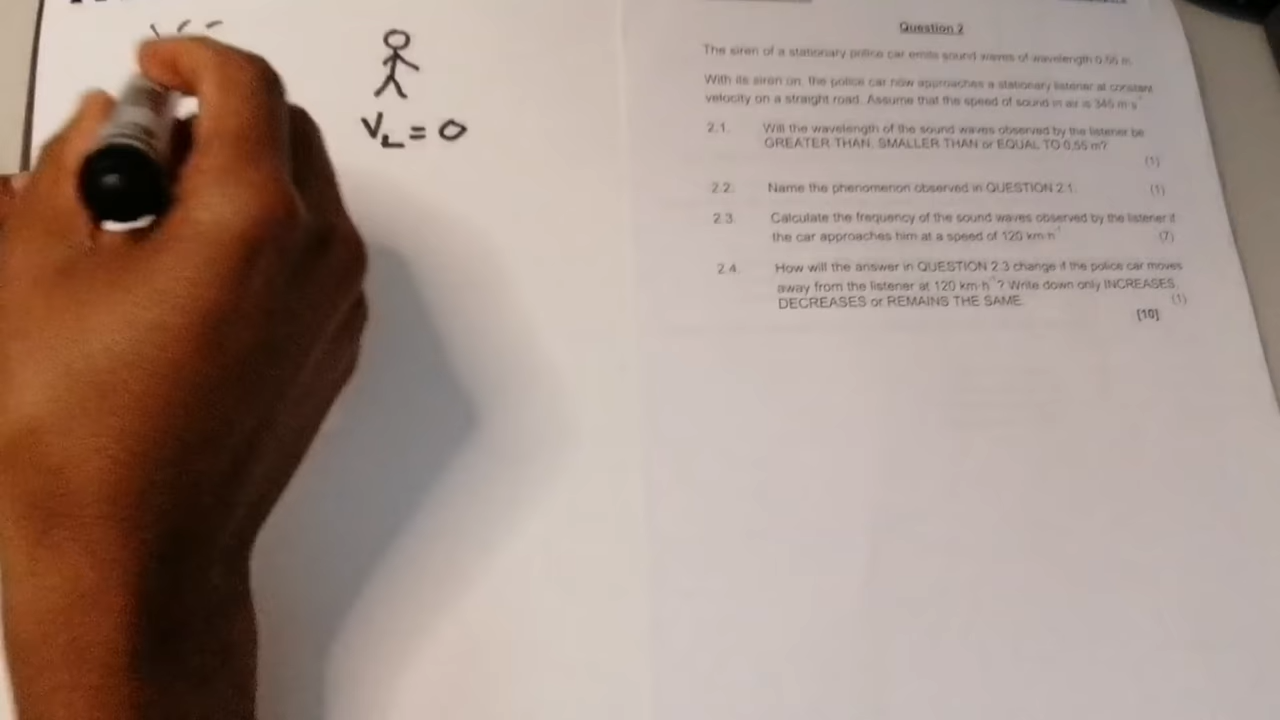 V_L = 0
Question 2
The siren of a stationary police car emits sound waves of wavelength 0,55 m.
With its siren on, the police car now approaches a stationary listener at constant
velocity on a straight road. Assume that the speed of sound in air is 345 m·s⁻¹
2.1. Will the wavelength of the sound waves observed by the listener be
GREATER THAN, SMALLER THAN or EQUAL TO 0,55 m?
(1)
2.2. Name the phenomenon observed in QUESTION 2.1. (1)
2.3. Calculate the frequency of the sound waves observed by the listener if
the car approaches him at a speed of 120 km·h⁻¹ (7)
2.4. How will the answer in QUESTION 2.3 change if the police car moves
away from the listener at 120 km·h⁻¹? Write down only INCREASES,
DECREASES or REMAINS THE SAME. (1)
[10]